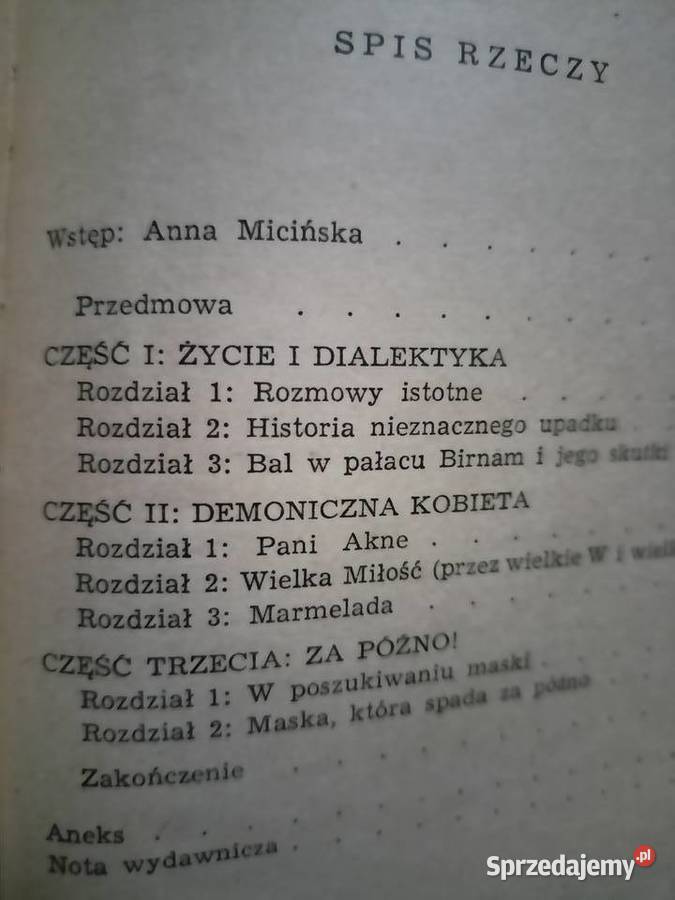 SPIS RZECZY
Wstęp: Anna Micińska . . . . . . .
Przedmowa . . . . . . . .
CZĘŚĆ I: ŻYCIE I DIALEKTYKA
Rozdział 1: Rozmowy istotne . . . .
Rozdział 2: Historia nieznacznego upadku .
Rozdział 3: Bal w pałacu Birnam i jego skutki
CZĘŚĆ II: DEMONICZNA KOBIETA
Rozdział 1: Pani Akne . . . . . .
Rozdział 2: Wielka Miłość (przez wielkie W i
Rozdział 3: Marmelada . . . . . .
CZĘŚĆ TRZECIA: ZA PÓŹNO!
Rozdział 1: W poszukiwaniu maski . . .
Rozdział 2: Maska, która spada za późno .
Zakończenie . . . . . . . .
Aneks . . . . . . . . .
Nota wydawnicza . . . . . . .
Sprzedajemy.pl